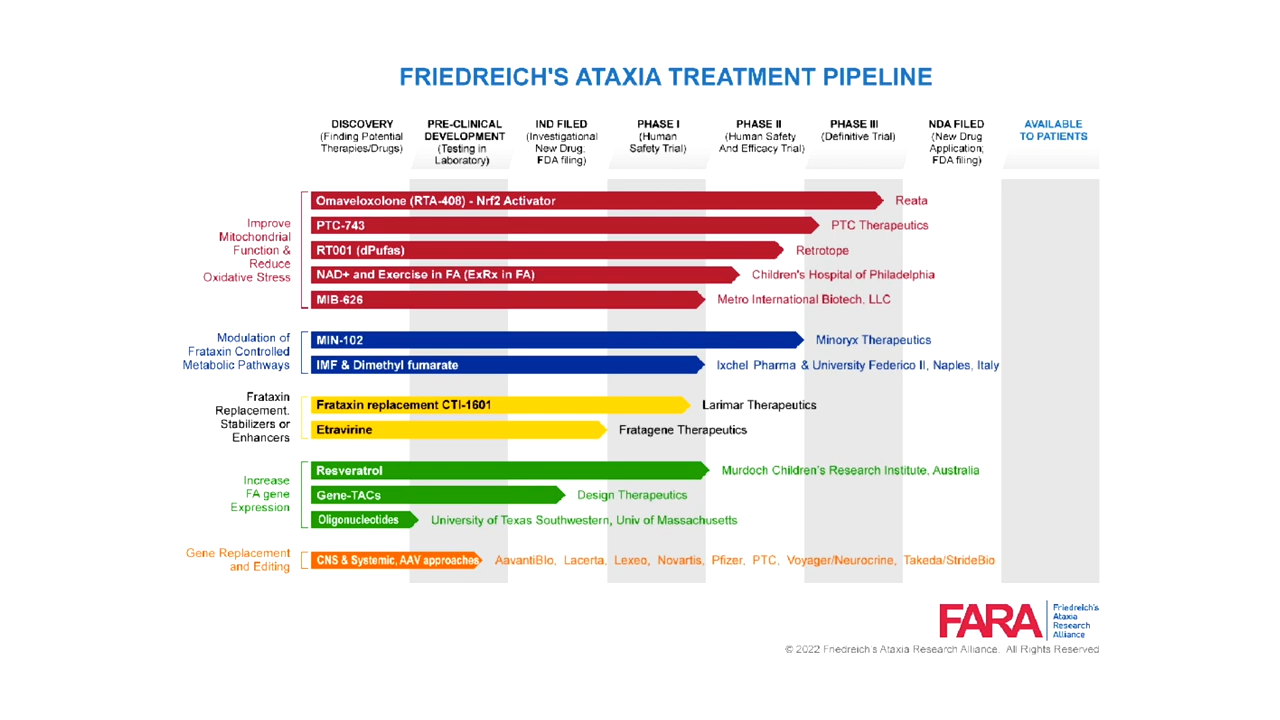 FRIEDREICH'S ATAXIA TREATMENT PIPELINE
DISCOVERY
(Finding Potential
Therapies/Drugs)
PRE-CLINICAL
DEVELOPMENT
(Testing in
Laboratory)
IND FILED
(Investigational
New Drug;
FDA filing)
PHASE I
(Human
Safety Trial)
PHASE II
(Human Safety
And Efficacy Trial)
PHASE III
(Definitive Trial)
NDA FILED
(New Drug
Application;
FDA filing)
AVAILABLE
TO PATIENTS
Improve
Mitochondrial
Function &
Reduce
Oxidative Stress
Omaveloxolone (RTA-408) - Nrf2 Activator
Reata
PTC-743
PTC Therapeutics
RT001 (dPufas)
Retrotope
NAD+ and Exercise in FA (ExRx in FA)
Children's Hospital of Philadelphia
MIB-626
Metro International Biotech, LLC
Modulation of
Frataxin Controlled
Metabolic Pathways
MIN-102
Minoryx Therapeutics
IMF & Dimethyl fumarate
Ixchel Pharma & University Federico II, Naples, Italy
Frataxin
Replacement,
Stabilizers or
Enhancers
Frataxin replacement CTI-1601
Larimar Therapeutics
Etravirine
Fratagene Therapeutics
Increase
FA gene
Expression
Resveratrol
Murdoch Children's Research Institute, Australia
Gene-TACs
Design Therapeutics
Oligonucleotides
University of Texas Southwestern, Univ of Massachusetts
Gene Replacement
and Editing
CNS & Systemic, AAV approaches
AavantiBIo, Lacerta, Lexeo, Novartis, Pfizer, PTC, Voyager/Neurocrine, Takeda/StrideBio
FARA
Friedreich's
Ataxia
Research
Alliance
© 2022 Friedreich's Ataxia Research Alliance. All Rights Reserved